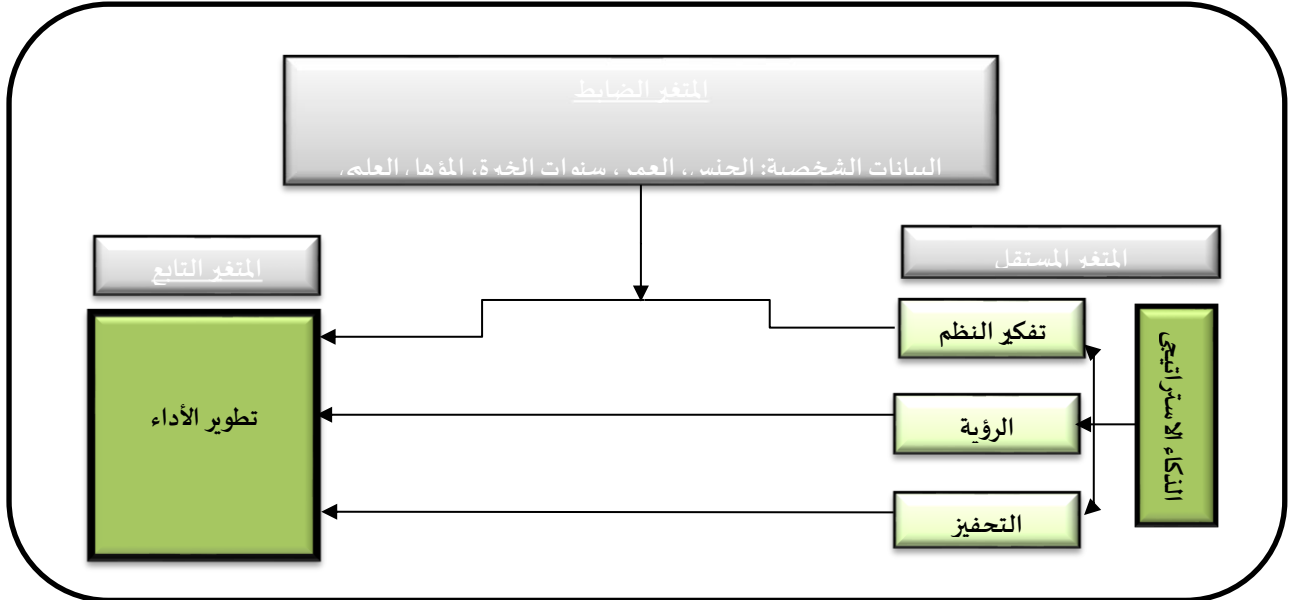 المتغير الضابط
البيانات الشخصية: الجنس، العمر، سنوات الخبرة، المؤهل العلمي
المتغير المستقل
المتغير التابع
تفكير النظم
الرؤية
التحفيز
الذكاء الاستراتيجي
تطوير الأداء